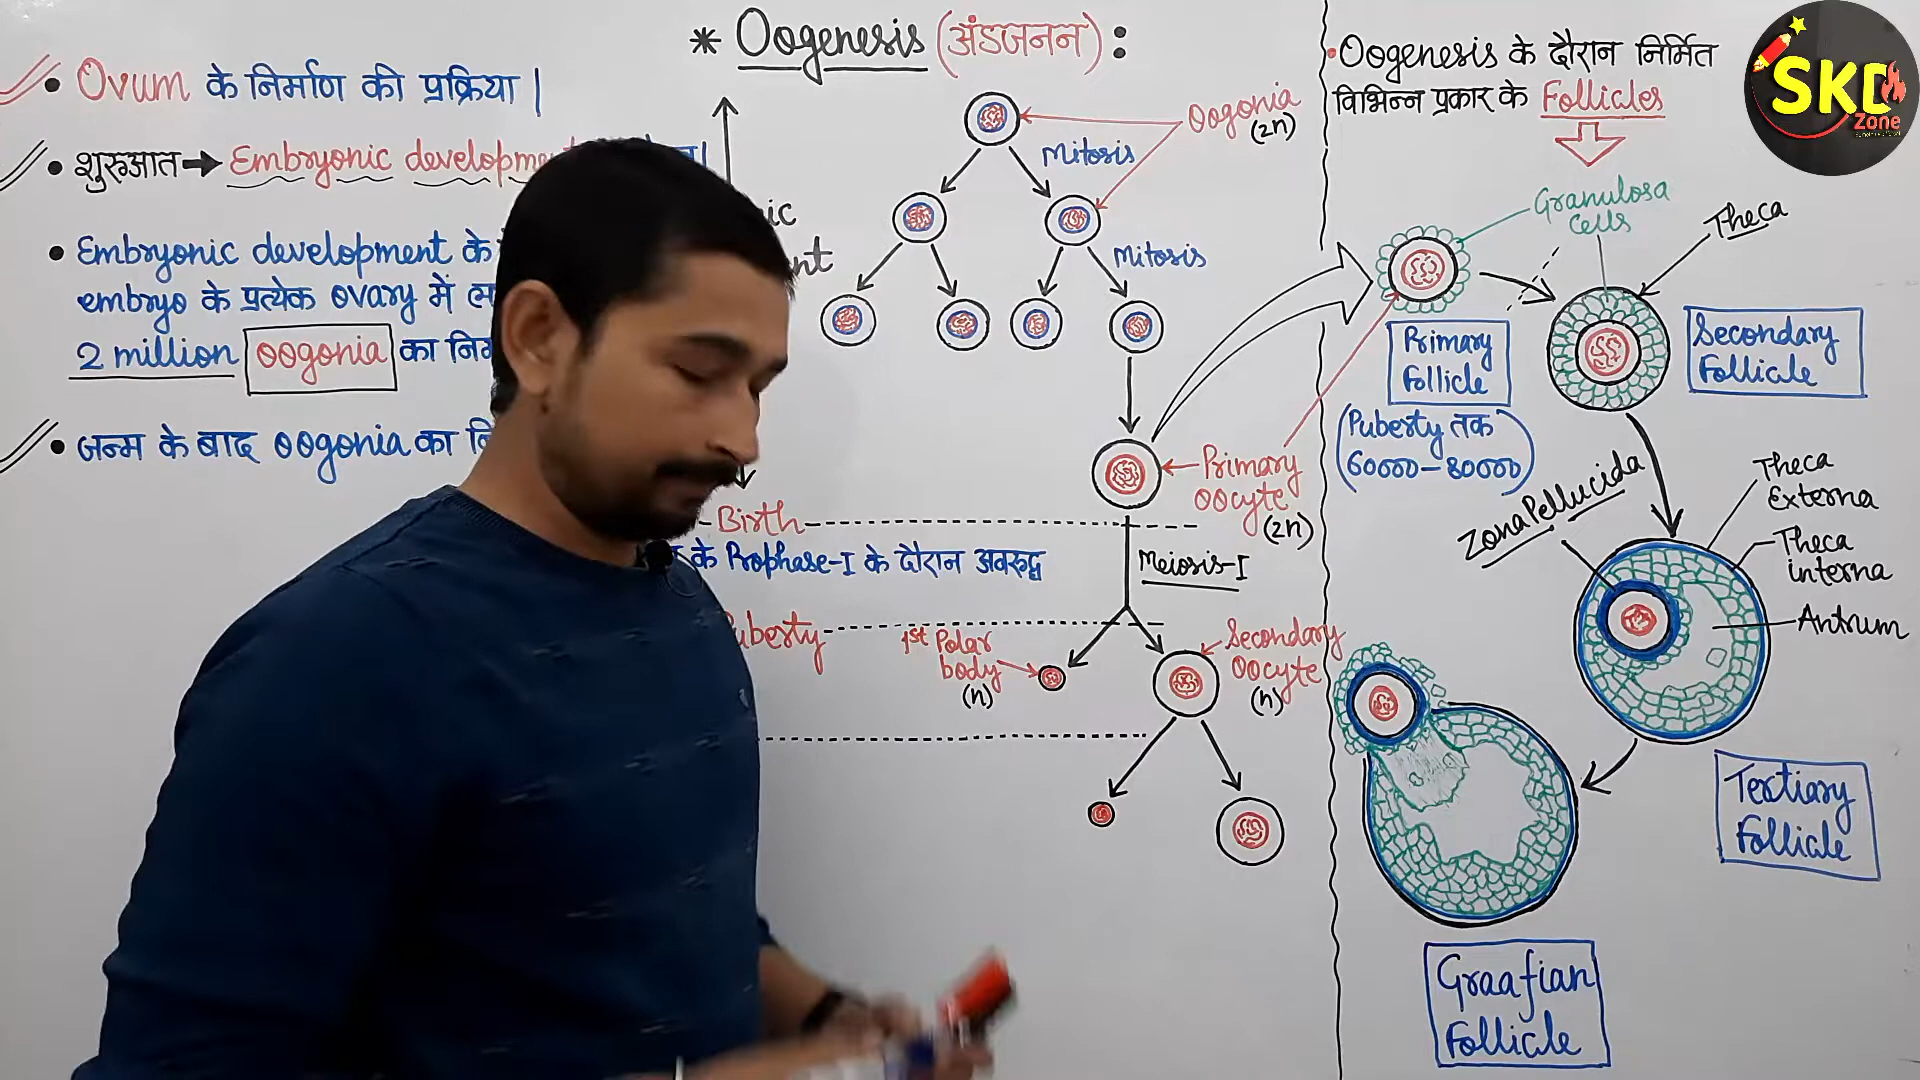 * Oogenesis (अंडजनन) :
• Ovum के निर्माण की प्रक्रिया |
• शुरुआत → Embryonic
• Embryonic development के
embryo के प्रत्येक ovary में
2 million oogonia का
• जन्म के बाद oogonia का
Oogonia
(2n)
Mitosis
Mitosis
Primary
Oocyte
(2n)
Birth
के Prophase-I के दौरान अवरुद्ध
Meiosis-I
1st Polar
body
(n)
Secondary
Oocyte
(n)
• Oogenesis के दौरान निर्मित
विभिन्न प्रकार के Follicles
Granulosa
Cells
Theca
Primary
Follicle
(Puberty तक
60000-80000)
Secondary
Follicle
Zona Pellucida
Theca
Externa
Theca
interna
Antrum
Tertiary
Follicle
Graafian
Follicle
SKD
Zone